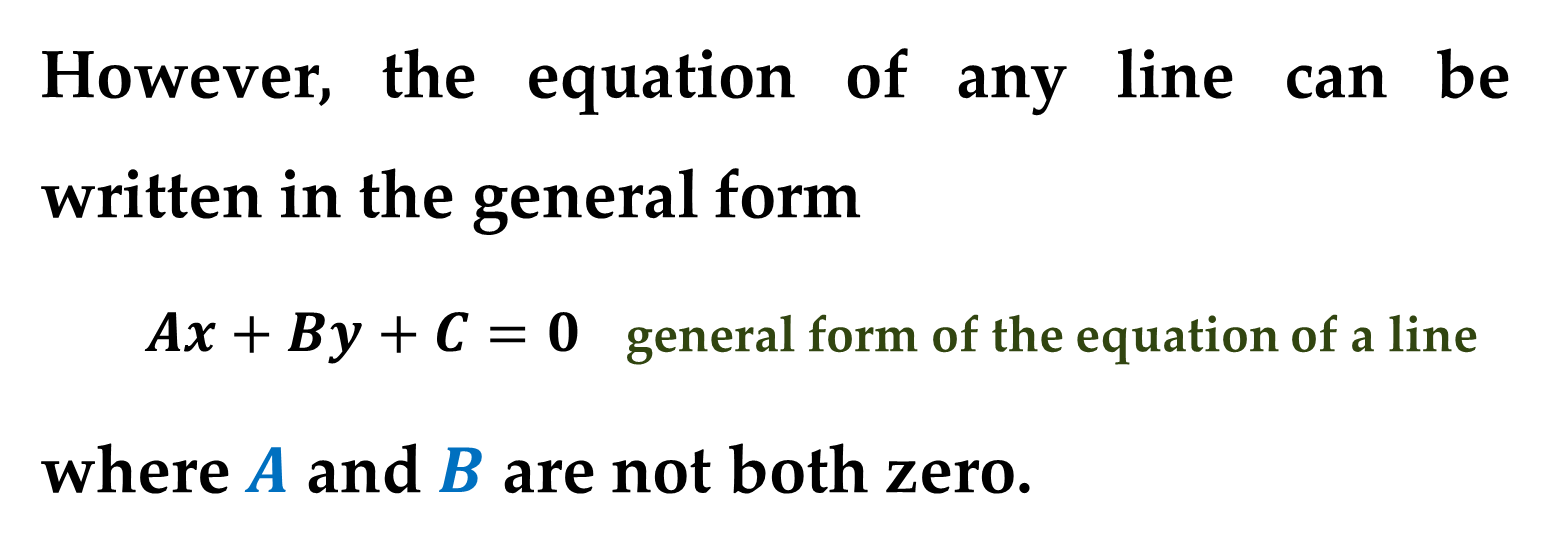 However, the equation of any line can be
written in the general form
Ax + By + C = 0 general form of the equation of a line
where A and B are not both zero.